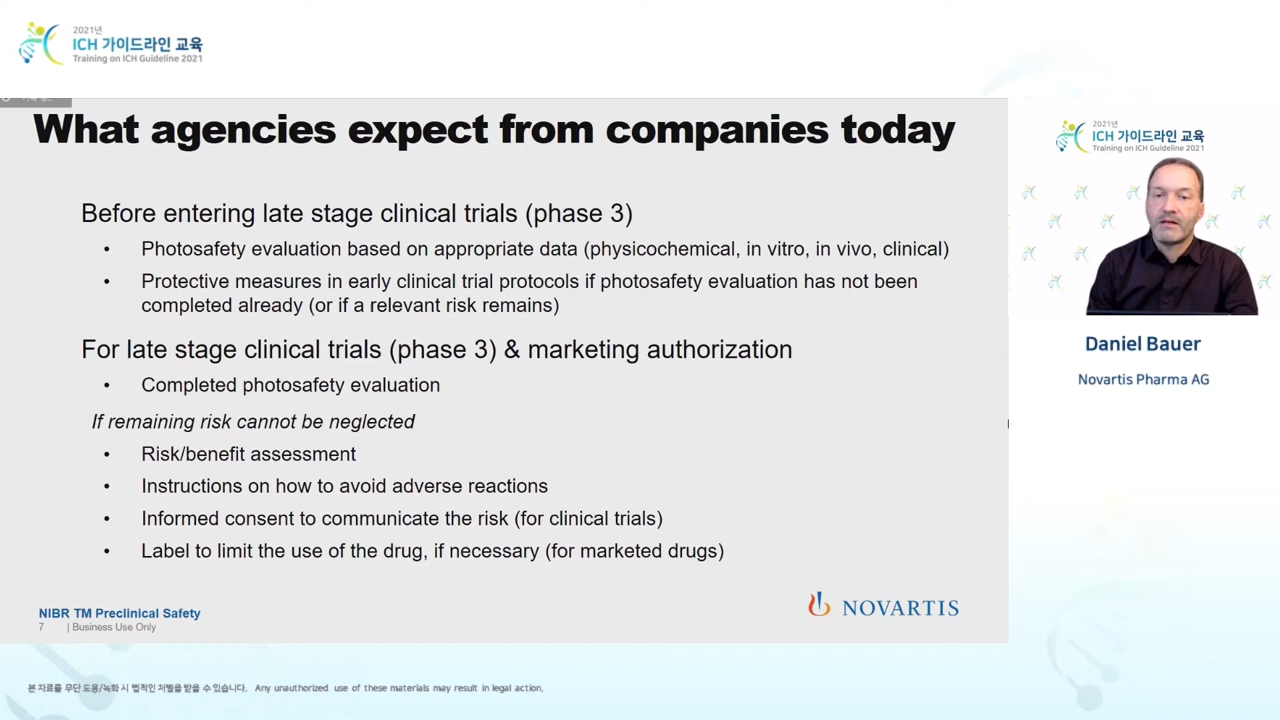 2021년
ICH 가이드라인 교육
Training on ICH Guideline 2021
What agencies expect from companies today
Before entering late stage clinical trials (phase 3)
• Photosafety evaluation based on appropriate data (physicochemical, in vitro, in vivo, clinical)
• Protective measures in early clinical trial protocols if photosafety evaluation has not been
completed already (or if a relevant risk remains)
For late stage clinical trials (phase 3) & marketing authorization
• Completed photosafety evaluation
If remaining risk cannot be neglected
• Risk/benefit assessment
• Instructions on how to avoid adverse reactions
• Informed consent to communicate the risk (for clinical trials)
• Label to limit the use of the drug, if necessary (for marketed drugs)
NIBR TM Preclinical Safety
7 | Business Use Only
NOVARTIS
2021년
ICH 가이드라인 교육
Training on ICH Guideline 2021
Daniel Bauer
Novartis Pharma AG
본 자료를 무단 도용/녹화 시 법적인 처벌을 받을 수 있습니다. Any unauthorized use of these materials may result in legal action.